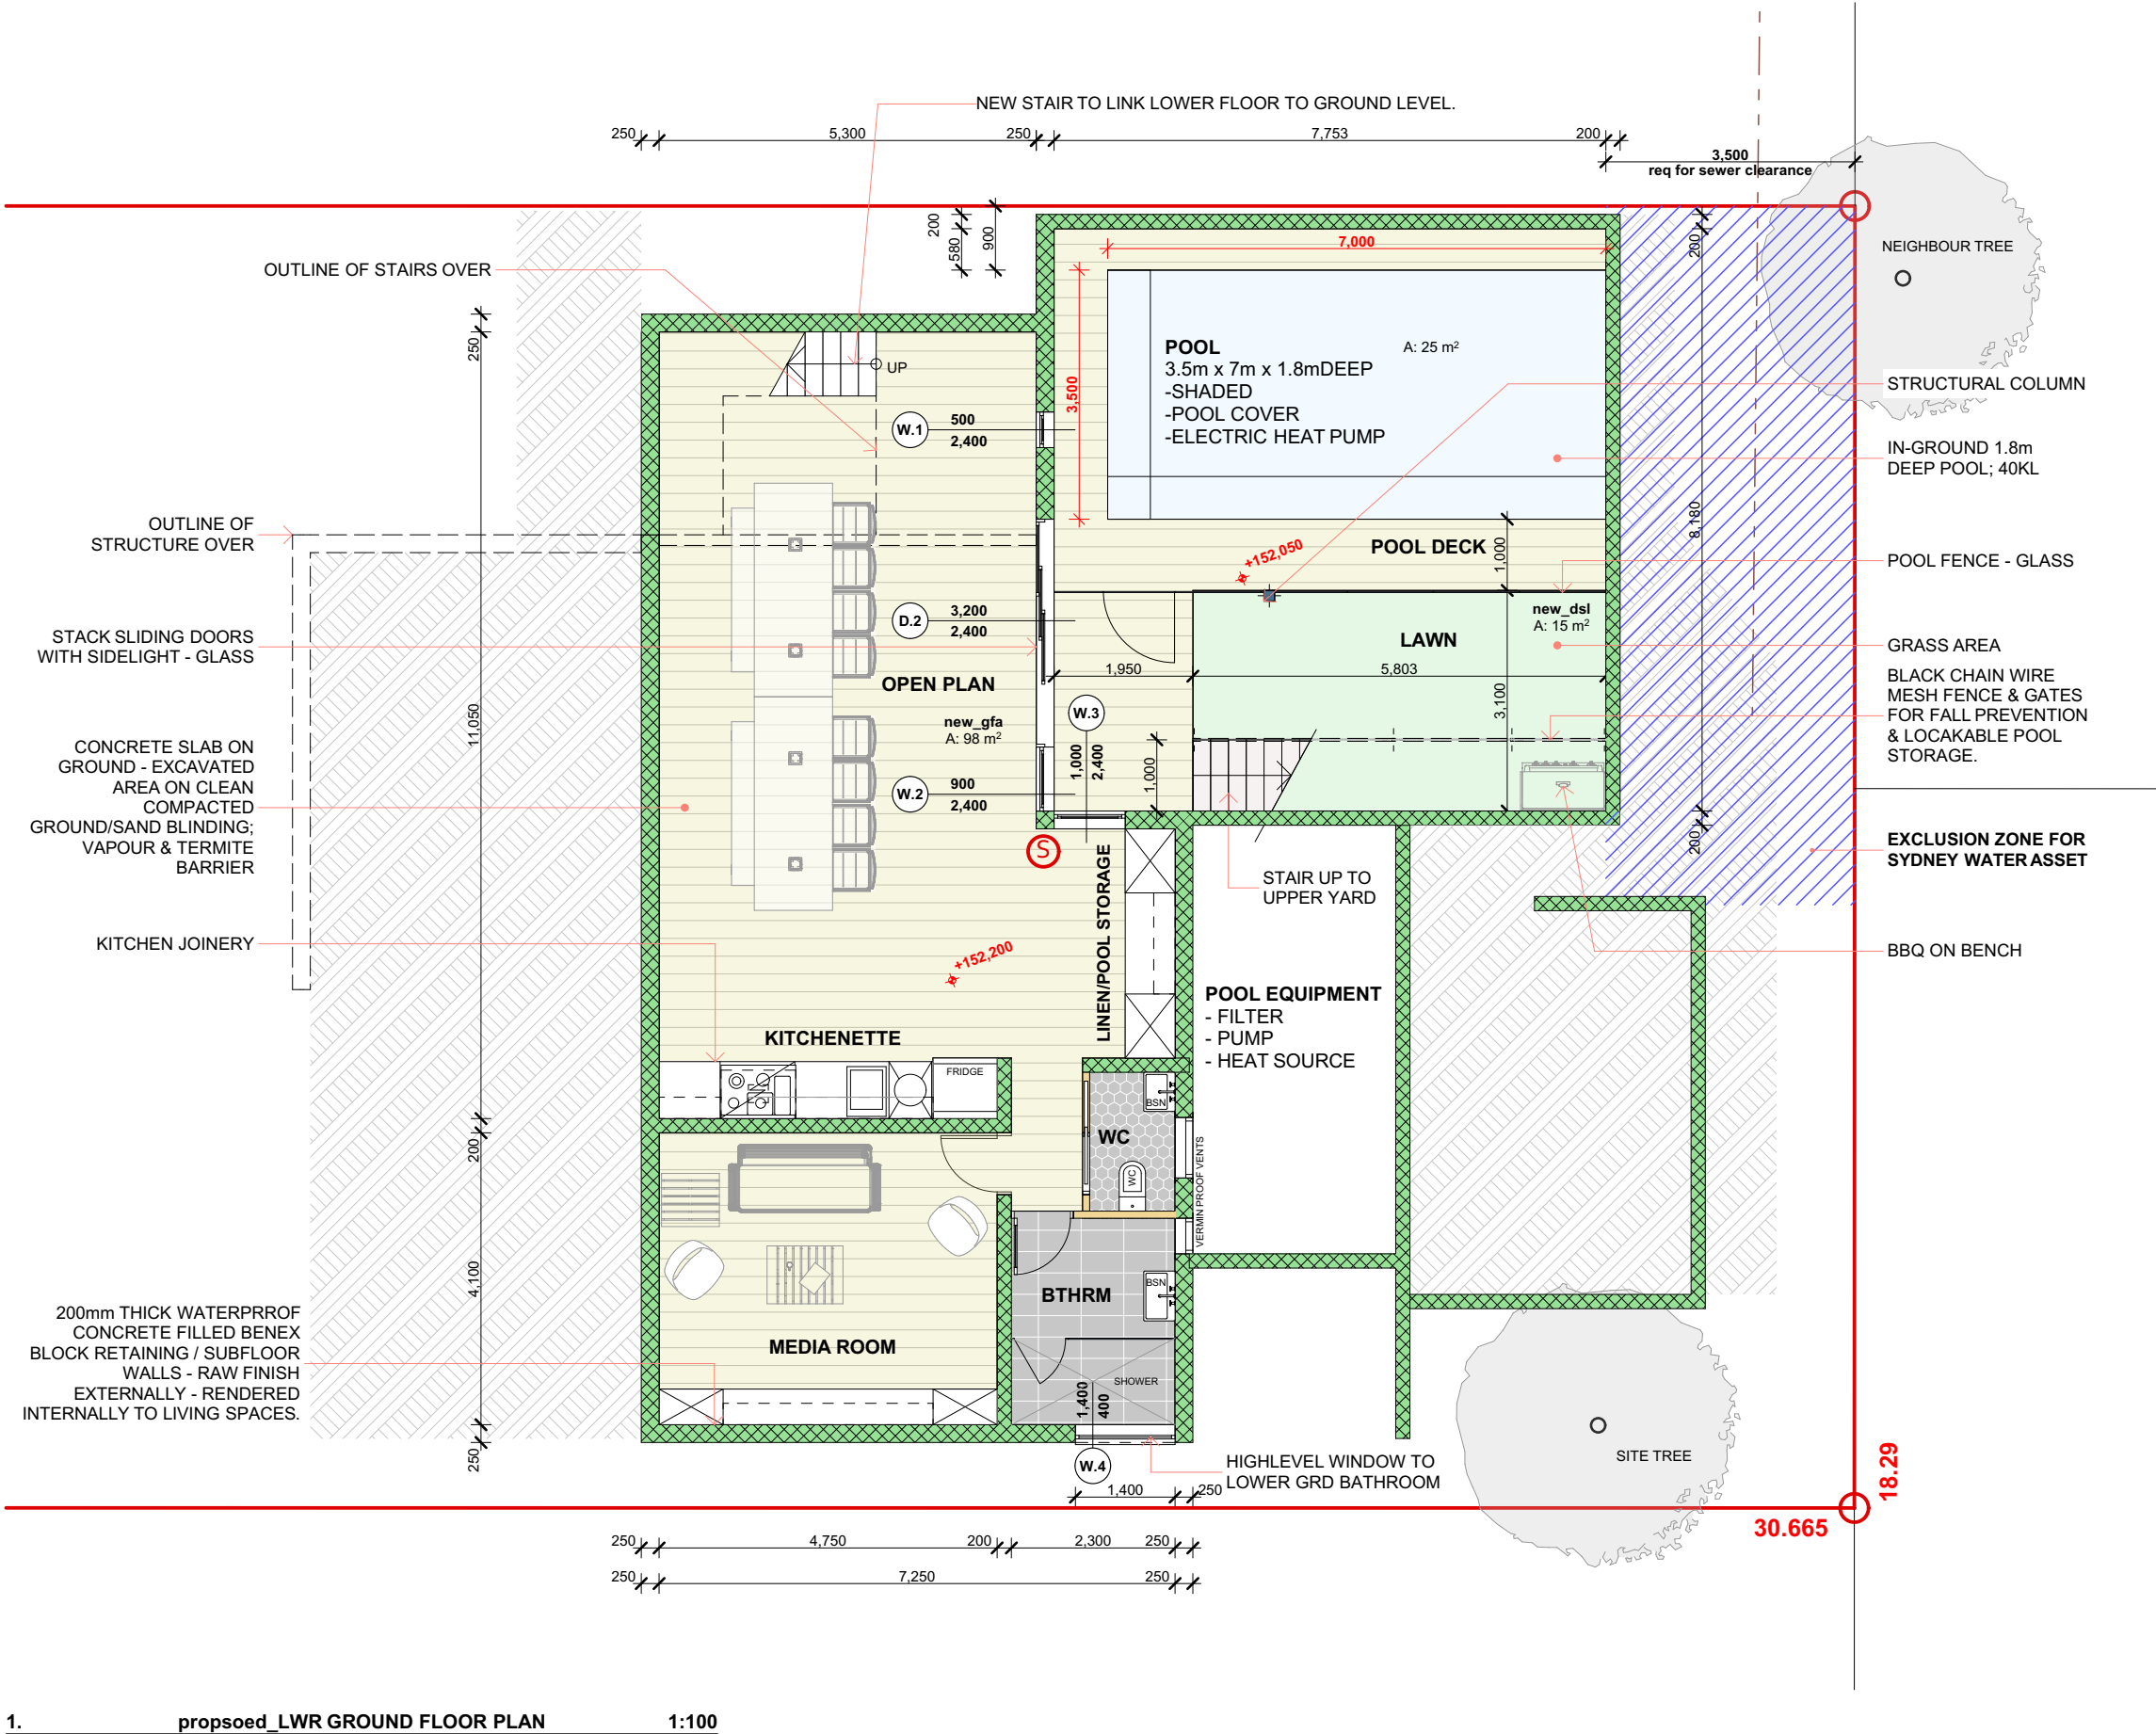 NEW STAIR TO LINK LOWER FLOOR TO GROUND LEVEL.
250
5,300
250
7,753
200
3,500
req for sewer clearance
200
580
900
7,000
200
NEIGHBOUR TREE
OUTLINE OF STAIRS OVER
250
UP
POOL
A: 25 m²
3.5m x 7m x 1.8mDEEP
-SHADED
-POOL COVER
-ELECTRIC HEAT PUMP
3,500
STRUCTURAL COLUMN
W.1
500
2,400
IN-GROUND 1.8m
DEEP POOL; 40KL
OUTLINE OF
STRUCTURE OVER
8,180
POOL DECK
1,000
+152,050
POOL FENCE - GLASS
D.2
3,200
2,400
new_dsl
A: 15 m²
LAWN
STACK SLIDING DOORS
WITH SIDELIGHT - GLASS
GRASS AREA
1,950
5,803
OPEN PLAN
3,100
BLACK CHAIN WIRE
MESH FENCE & GATES
FOR FALL PREVENTION
& LOCAKABLE POOL
STORAGE.
11,050
new_gfa
A: 98 m²
W.3
1,000
2,400
1,000
CONCRETE SLAB ON
GROUND - EXCAVATED
AREA ON CLEAN
COMPACTED
GROUND/SAND BLINDING;
VAPOUR & TERMITE
BARRIER
W.2
900
2,400
S
200
EXCLUSION ZONE FOR
SYDNEY WATER ASSET
STAIR UP TO
UPPER YARD
LINEN/POOL STORAGE
KITCHEN JOINERY
+152,200
BBQ ON BENCH
POOL EQUIPMENT
- FILTER
- PUMP
- HEAT SOURCE
KITCHENETTE
FRIDGE
BSN
WC
WC
200
VERMIN PROOF VENTS
4,100
BSN
BTHRM
MEDIA ROOM
200mm THICK WATERPRROF
CONCRETE FILLED BENEX
BLOCK RETAINING / SUBFLOOR
WALLS - RAW FINISH
EXTERNALLY - RENDERED
INTERNALLY TO LIVING SPACES.
SHOWER
1,400
400
250
W.4
HIGHLEVEL WINDOW TO
LOWER GRD BATHROOM
SITE TREE
1,400
250
18.29
30.665
250
4,750
200
2,300
250
250
7,250
250
1.
propsoed_LWR GROUND FLOOR PLAN
1:100